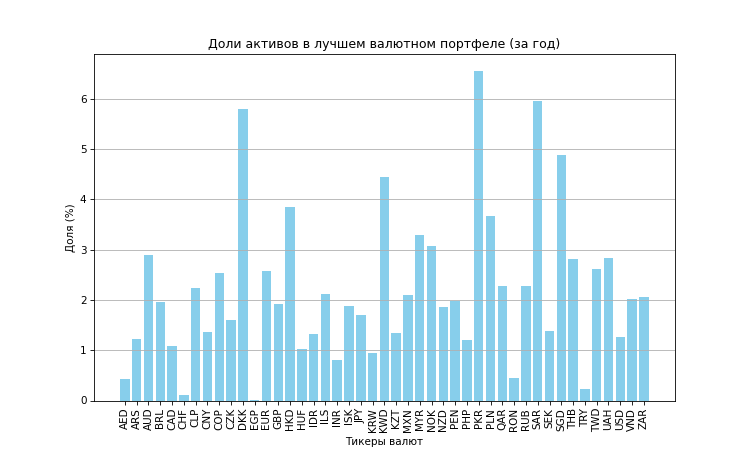 Доли активов в лучшем валютном портфеле (за год)
Доля (%)
6
5
4
3
2
1
0
AED ARS AUD BRL CAD CHF CLP CNY COP CZK DKK EGP EUR GBP HKD HUF IDR ILS INR ISK JPY KRW KWD KZT MXN MYR NOK NZD PEN PHP PKR PLN QAR RON RUB SAR SEK SGD THB TRY TWD UAH USD VND ZAR
Тикеры валют